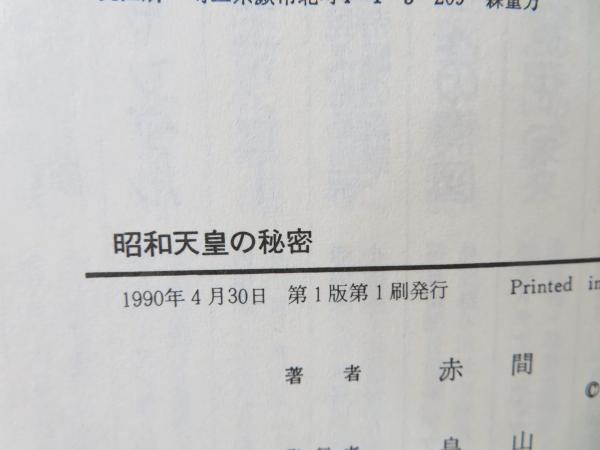 昭和天皇の秘密
1990年4月30日 第1版第1刷発行 Printed in
著 者 赤 間
©
山